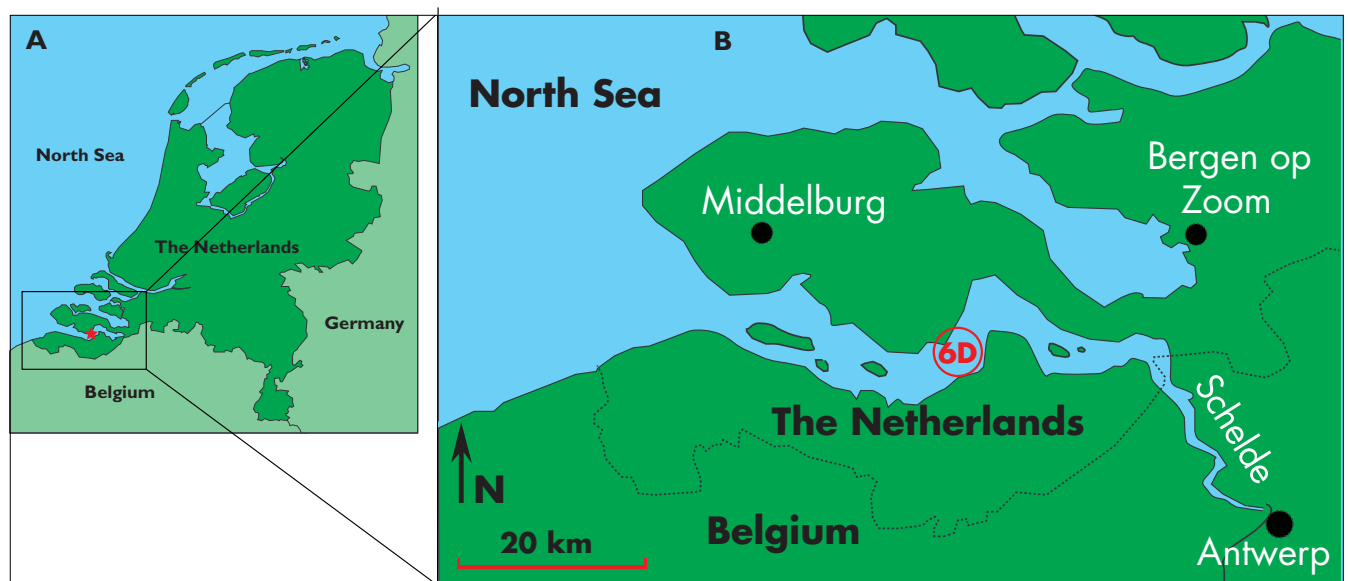 A
North Sea
The Netherlands
Germany
Belgium
B
North Sea
Middelburg
Bergen op
Zoom
6D
The Netherlands
Schelde
N
20 km
Belgium
Antwerp